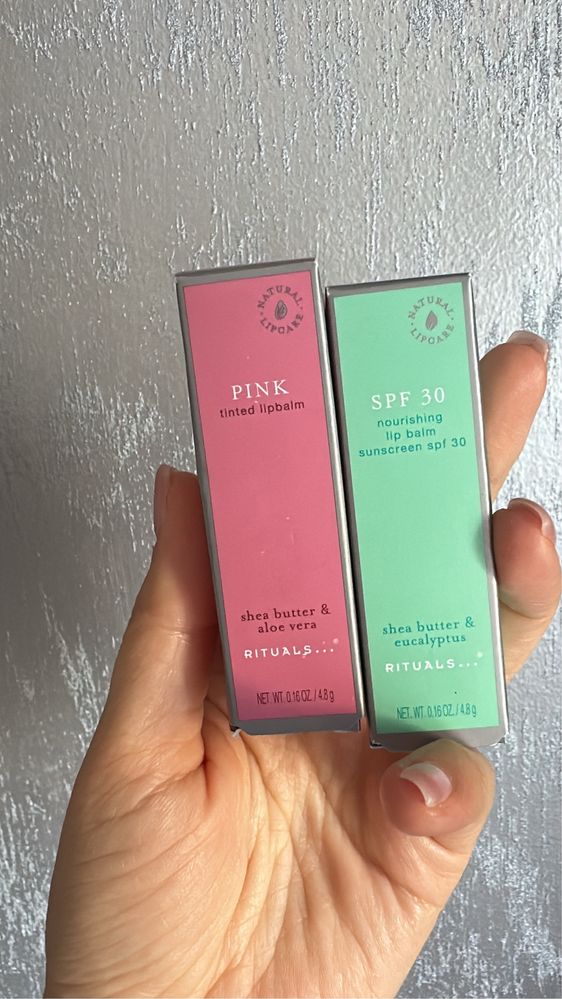 NATURAL LIPCARE
PINK
tinted lipbalm
shea butter &
aloe vera
RITUALS...®
NET. WT. 0.16 OZ. / 4.8 g
NATURAL LIPCARE
SPF 30
nourishing
lip balm
sunscreen spf 30
shea butter &
eucalyptus
RITUALS...®
NET. WT. 0.16 OZ. / 4.8 g